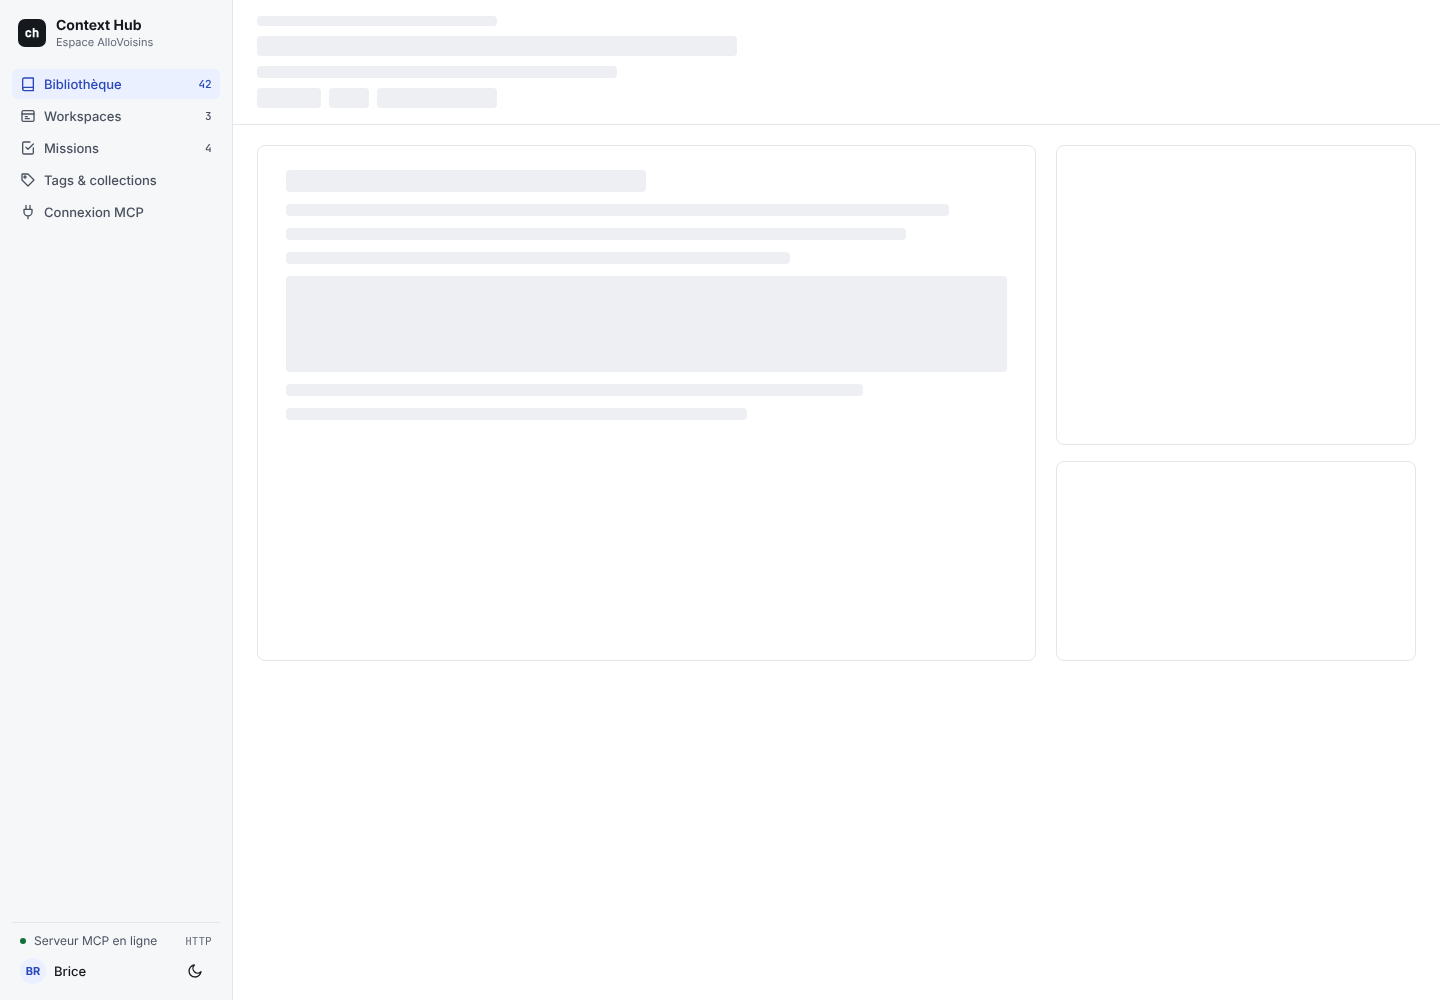 ch
Context Hub
Espace AlloVoisins
Bibliothèque 42
Workspaces 3
Missions 4
Tags & collections
Connexion MCP
Serveur MCP en ligne HTTP
BR Brice